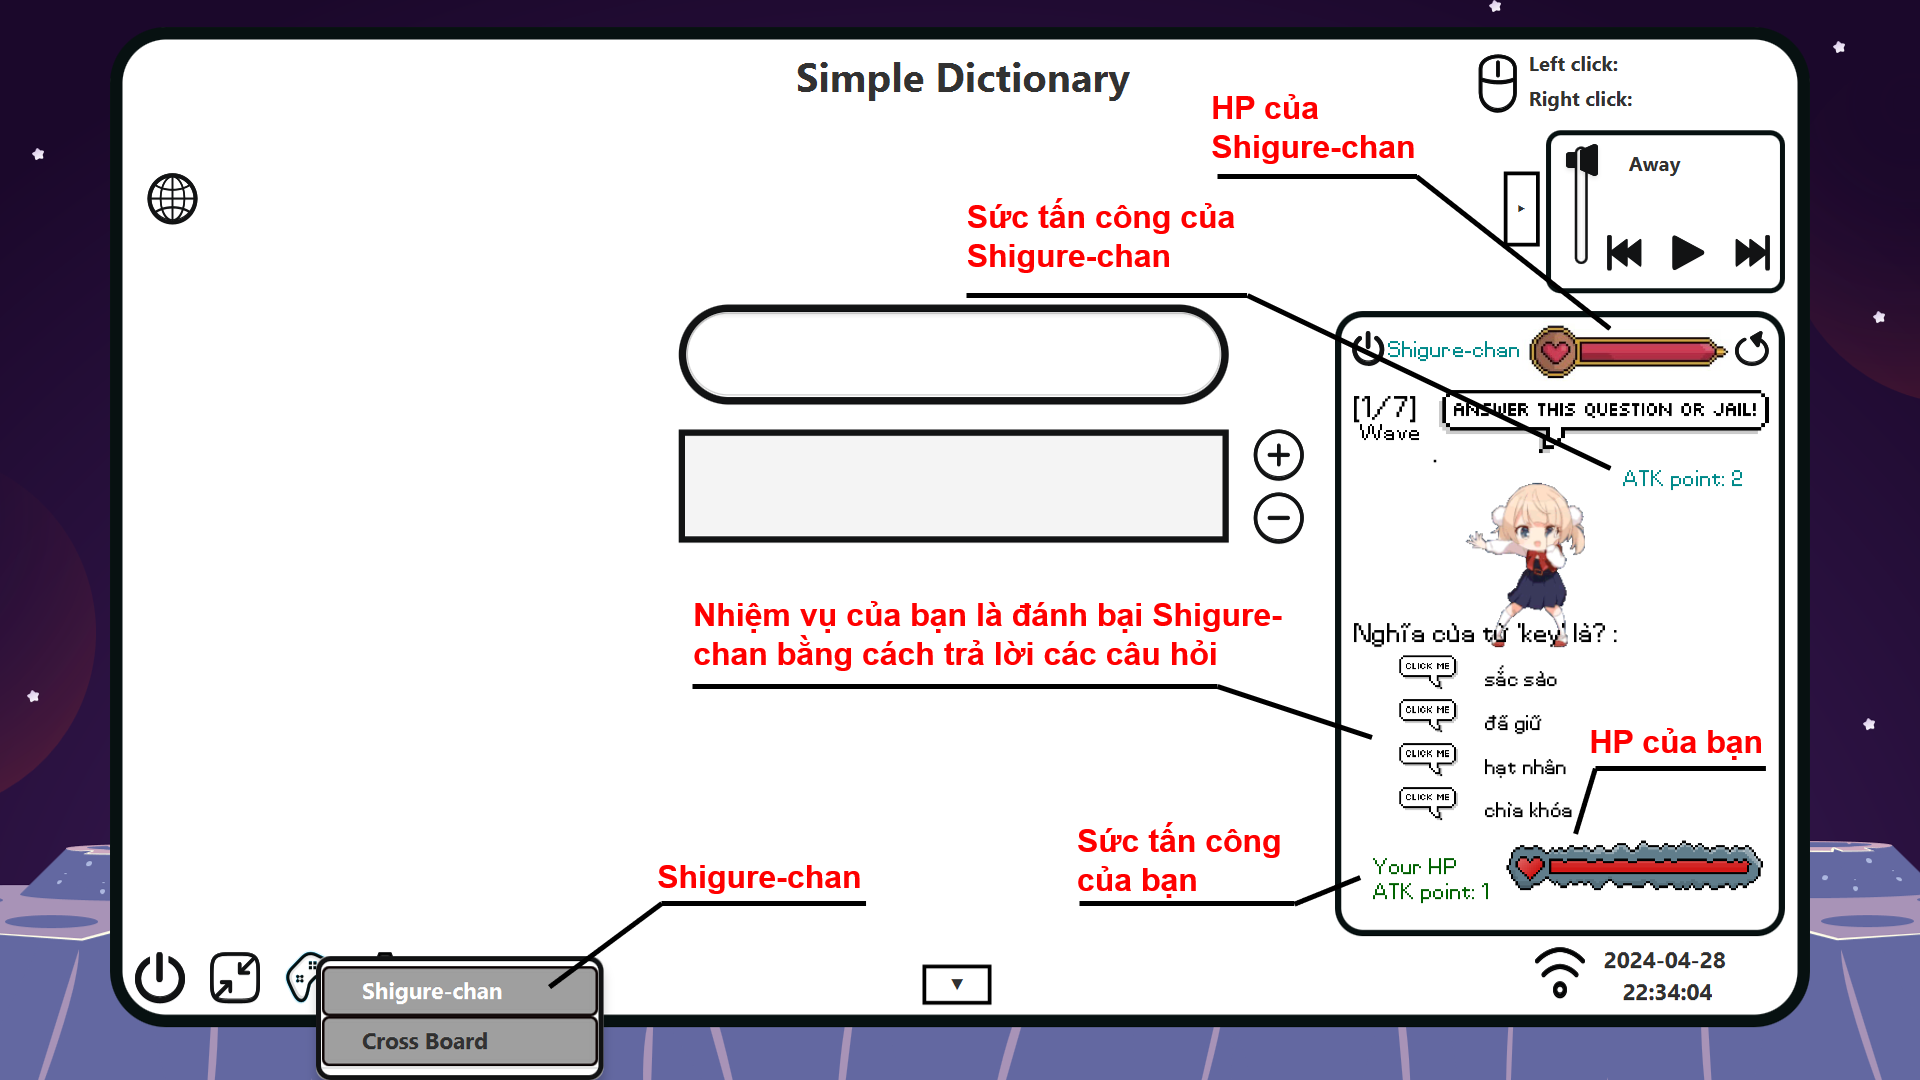 Simple Dictionary
Left click:
Right click:
HP của
Shigure-chan
Away
Sức tấn công của
Shigure-chan
Shigure-chan
[1/7]
Wave
ANSWER THIS QUESTION OR JAIL!
ATK point: 2
Nhiệm vụ của bạn là đánh bại Shigure-
chan bằng cách trả lời các câu hỏi
Nghĩa của từ 'key' là? :
CLICK ME
sắc sảo
CLICK ME
đã giữ
CLICK ME
hạt nhân
CLICK ME
chìa khóa
HP của bạn
Sức tấn công
của bạn
Your HP
ATK point: 1
Shigure-chan
Shigure-chan
Cross Board
2024-04-28
22:34:04